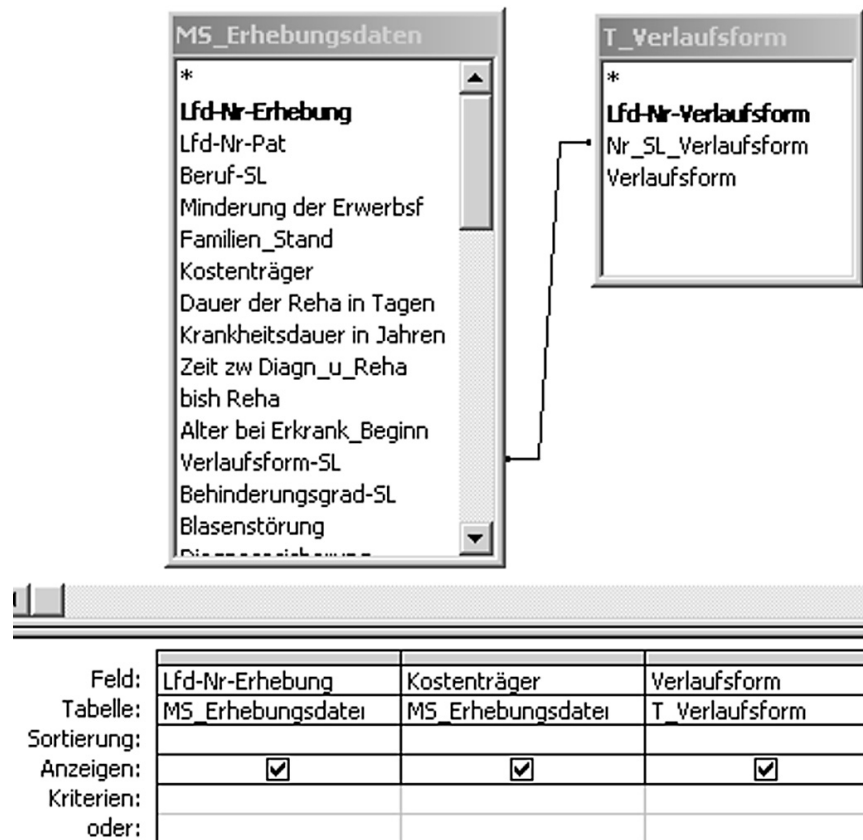 MS_Erhebungsdaten
*
Lfd-Nr-Erhebung
Lfd-Nr-Pat
Beruf-SL
Minderung der Erwerbsf
Familien_Stand
Kostenträger
Dauer der Reha in Tagen
Krankheitsdauer in Jahren
Zeit zw Diagn_u_Reha
bish Reha
Alter bei Erkrank_Beginn
Verlaufsform-SL
Behinderungsgrad-SL
Blasenstörung
T_Verlaufsform
*
Lfd-Nr-Verlaufsform
Nr_SL_Verlaufsform
Verlaufsform
Feld: Lfd-Nr-Erhebung Kostenträger Verlaufsform
Tabelle: MS_Erhebungsdatei MS_Erhebungsdatei T_Verlaufsform
Sortierung:
Anzeigen:
Kriterien:
oder: